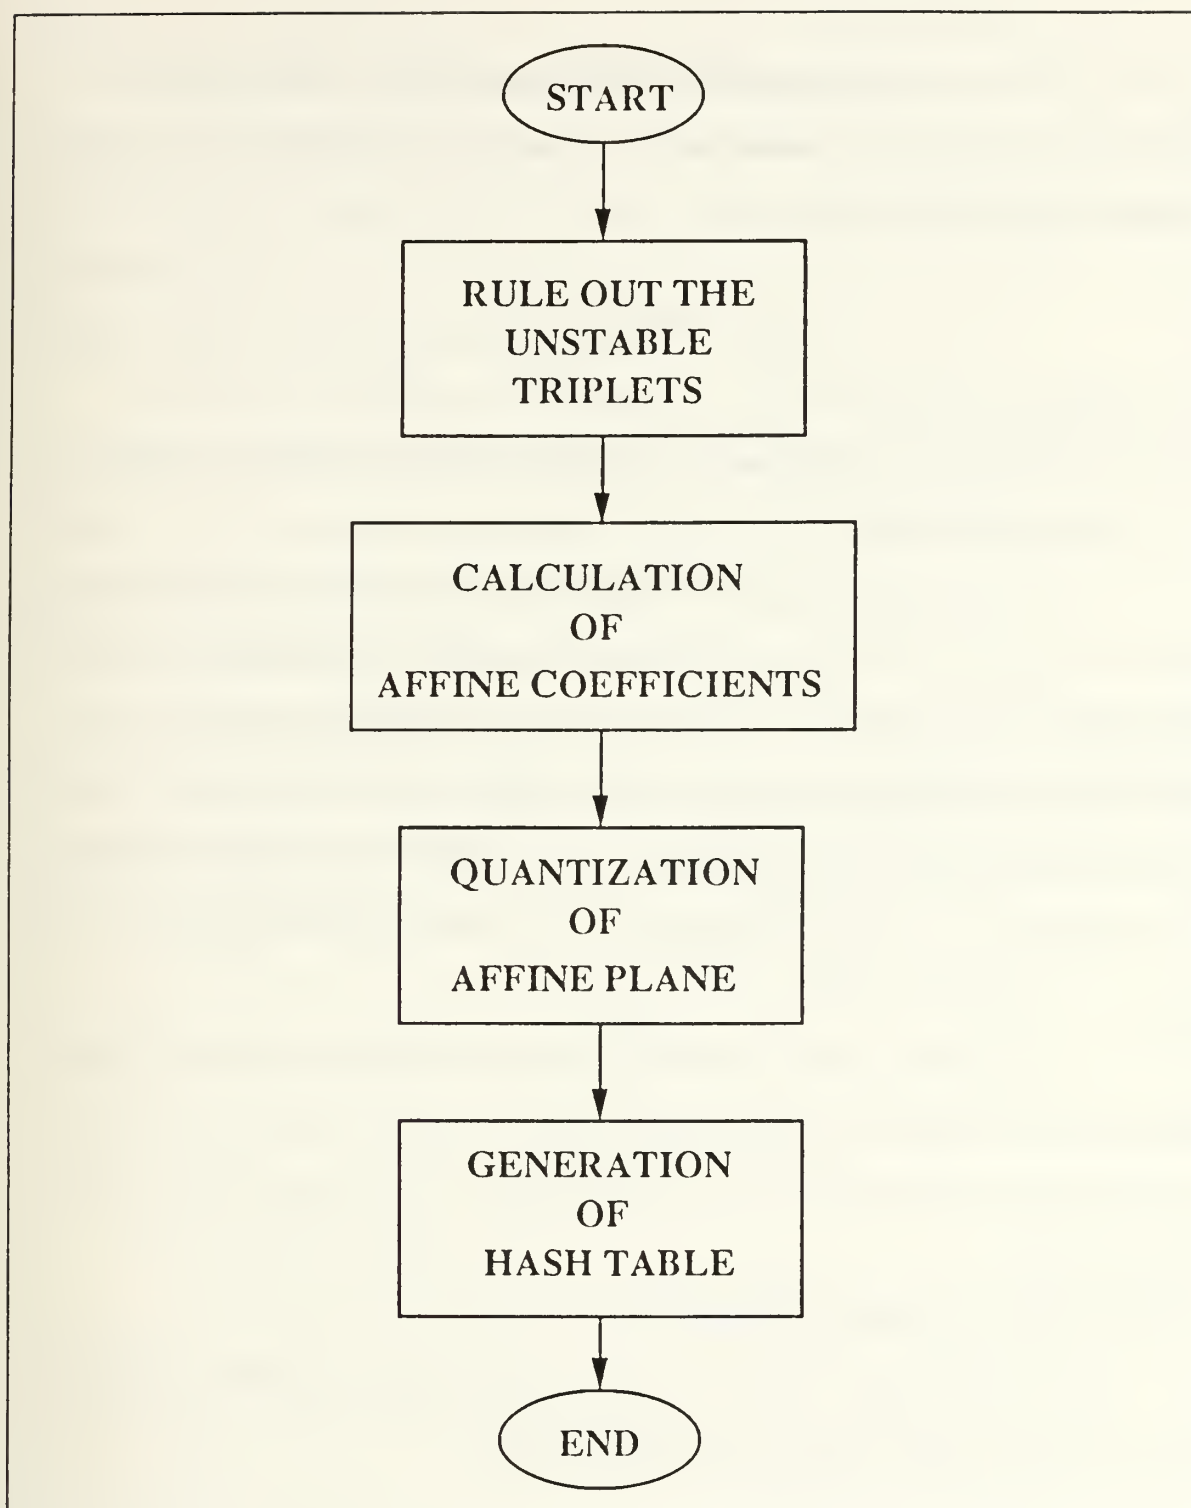 START
RULE OUT THE
UNSTABLE
TRIPLETS
CALCULATION
OF
AFFINE COEFFICIENTS
QUANTIZATION
OF
AFFINE PLANE
GENERATION
OF
HASH TABLE
END